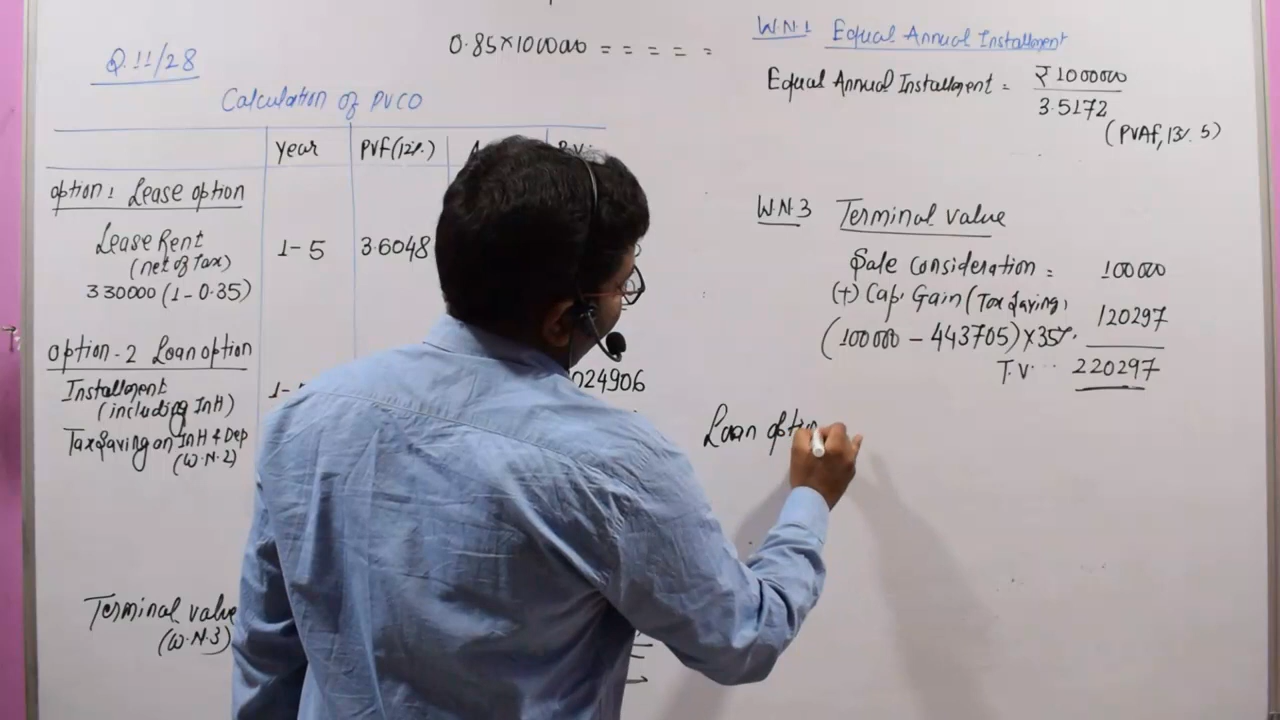 Q.11/28
0.85×1000000 = = = = =
Calculation of PVCO
Year PVf(12%)
option: Lease option
Lease Rent
(net of Tax)
330000 (1-0.35)
1-5 3.6048
Option-2 Loan option
Installment
(including Int)
024906
Tax Saving on Int & Dep
(W.N.2)
Terminal value
(W.N.3)
W.N.1 Equal Annual Installment
Equal Annual Installment = ₹1000000
3.5172
(PVAf, 13%. 5)
W.N.3 Terminal value
Sale consideration = 100000
(+) Cap. Gain (Tax Saving)
120297
(100000 - 443705) × 35%.
T.V... 220297
Loan option